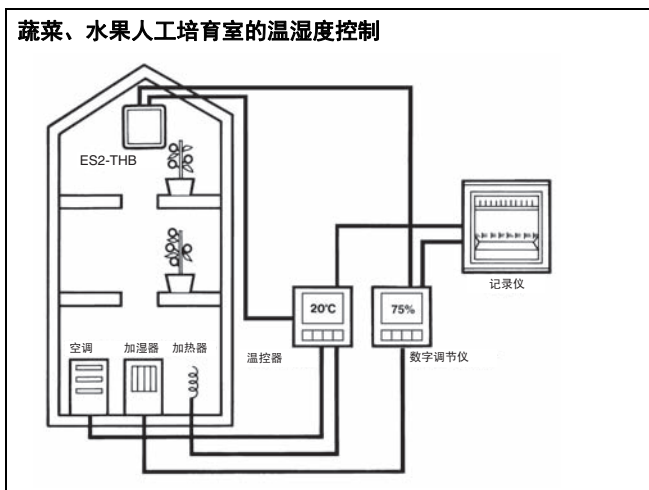 蔬菜、水果人工培育室的温湿度控制
ES2-THB
20℃
75%
记录仪
空调
加湿器
加热器
温控器
数字调节仪